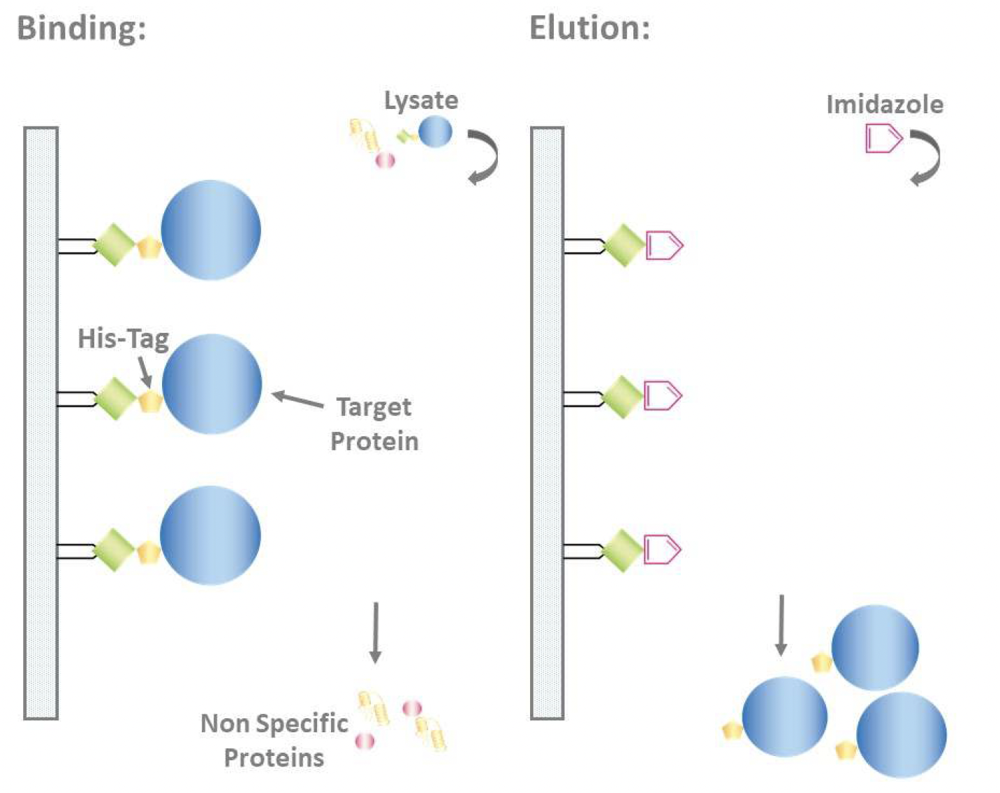 Binding:
Lysate
His-Tag
Target
Protein
Non Specific
Proteins
Elution:
Imidazole